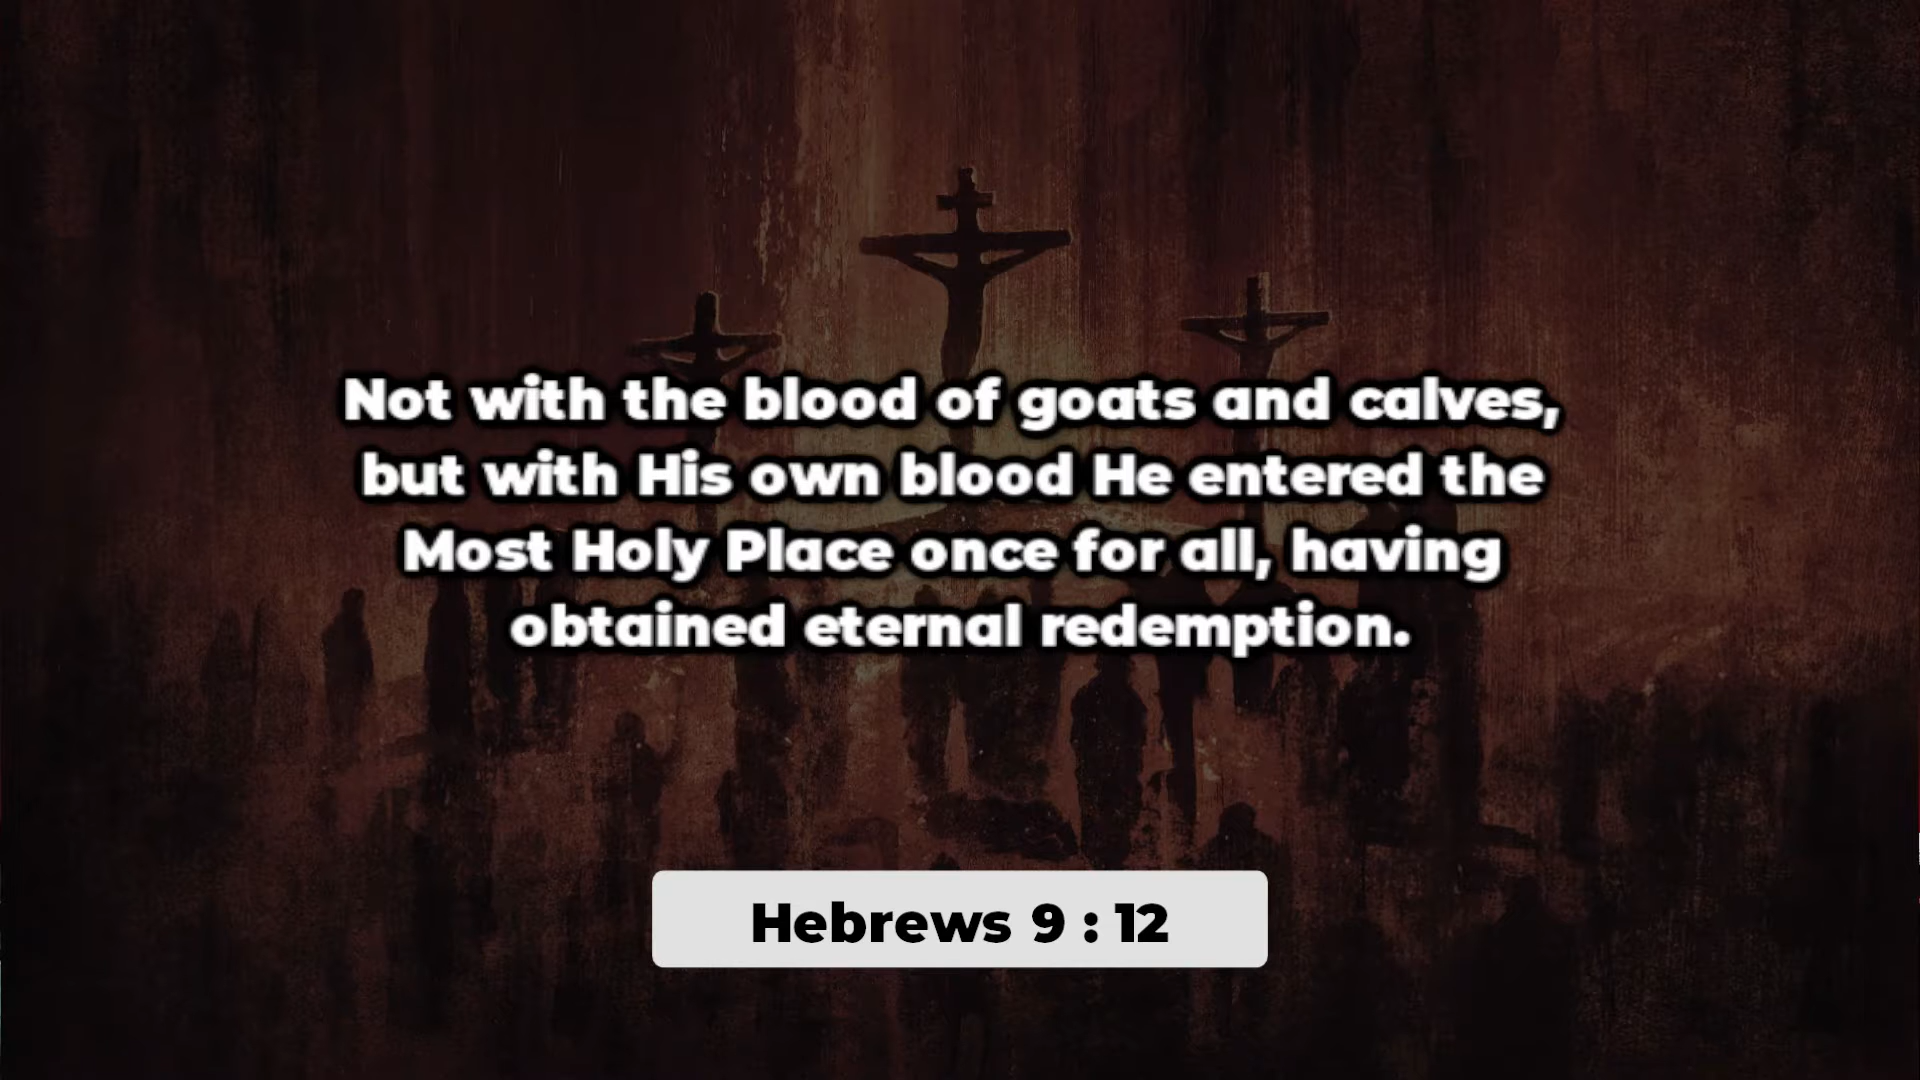 Not with the blood of goats and calves,
but with His own blood He entered the
Most Holy Place once for all, having
obtained eternal redemption.
Hebrews 9 : 12